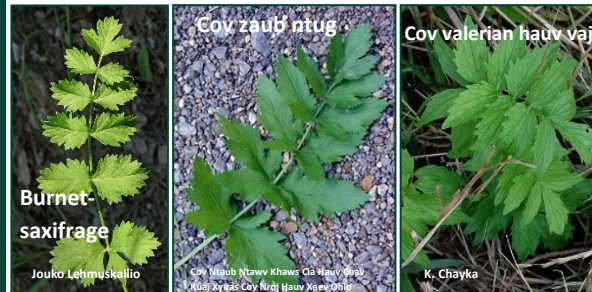 Burnet-
saxifrage
Jouko Lehmuskallio
Cov zaub ntug
Cov Ntaub Ntawv Khaws Cia Hauv Chav
Kuaj Xyuas Cov Nroj Hauv Xeev Ohio
Cov valerian hauv vaj
K. Chayka